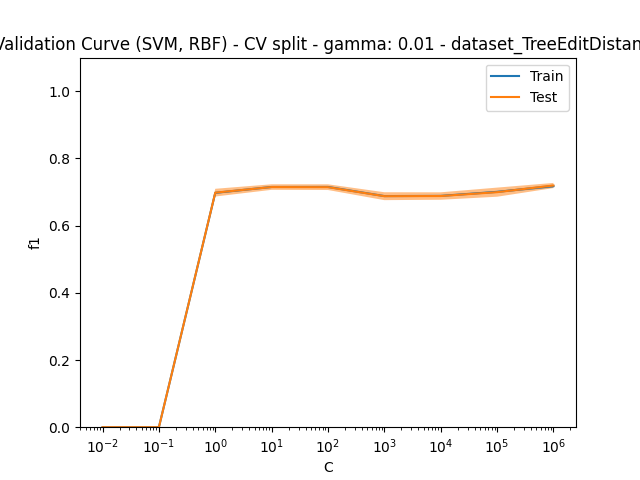 Validation Curve (SVM, RBF) - CV split - gamma: 0.01 - dataset_TreeEditDistan
Train
Test
1.0
0.8
0.6
0.4
0.2
0.0
f1
10⁻² 10⁻¹ 10⁰ 10¹ 10² 10³ 10⁴ 10⁵ 10⁶
C